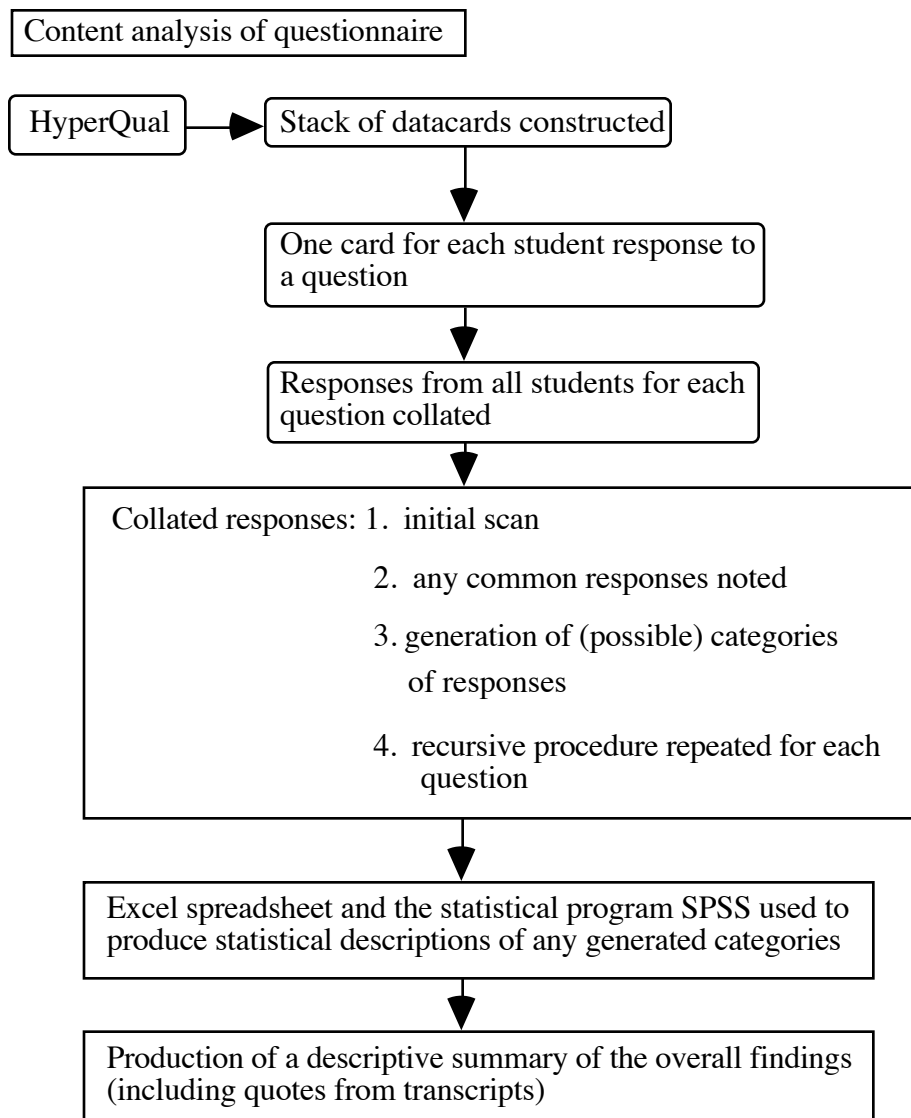 Content analysis of questionnaire
HyperQual
Stack of datacards constructed
One card for each student response to
a question
Responses from all students for each
question collated
Collated responses: 1. initial scan
2. any common responses noted
3. generation of (possible) categories
of responses
4. recursive procedure repeated for each
question
Excel spreadsheet and the statistical program SPSS used to
produce statistical descriptions of any generated categories
Production of a descriptive summary of the overall findings
(including quotes from transcripts)